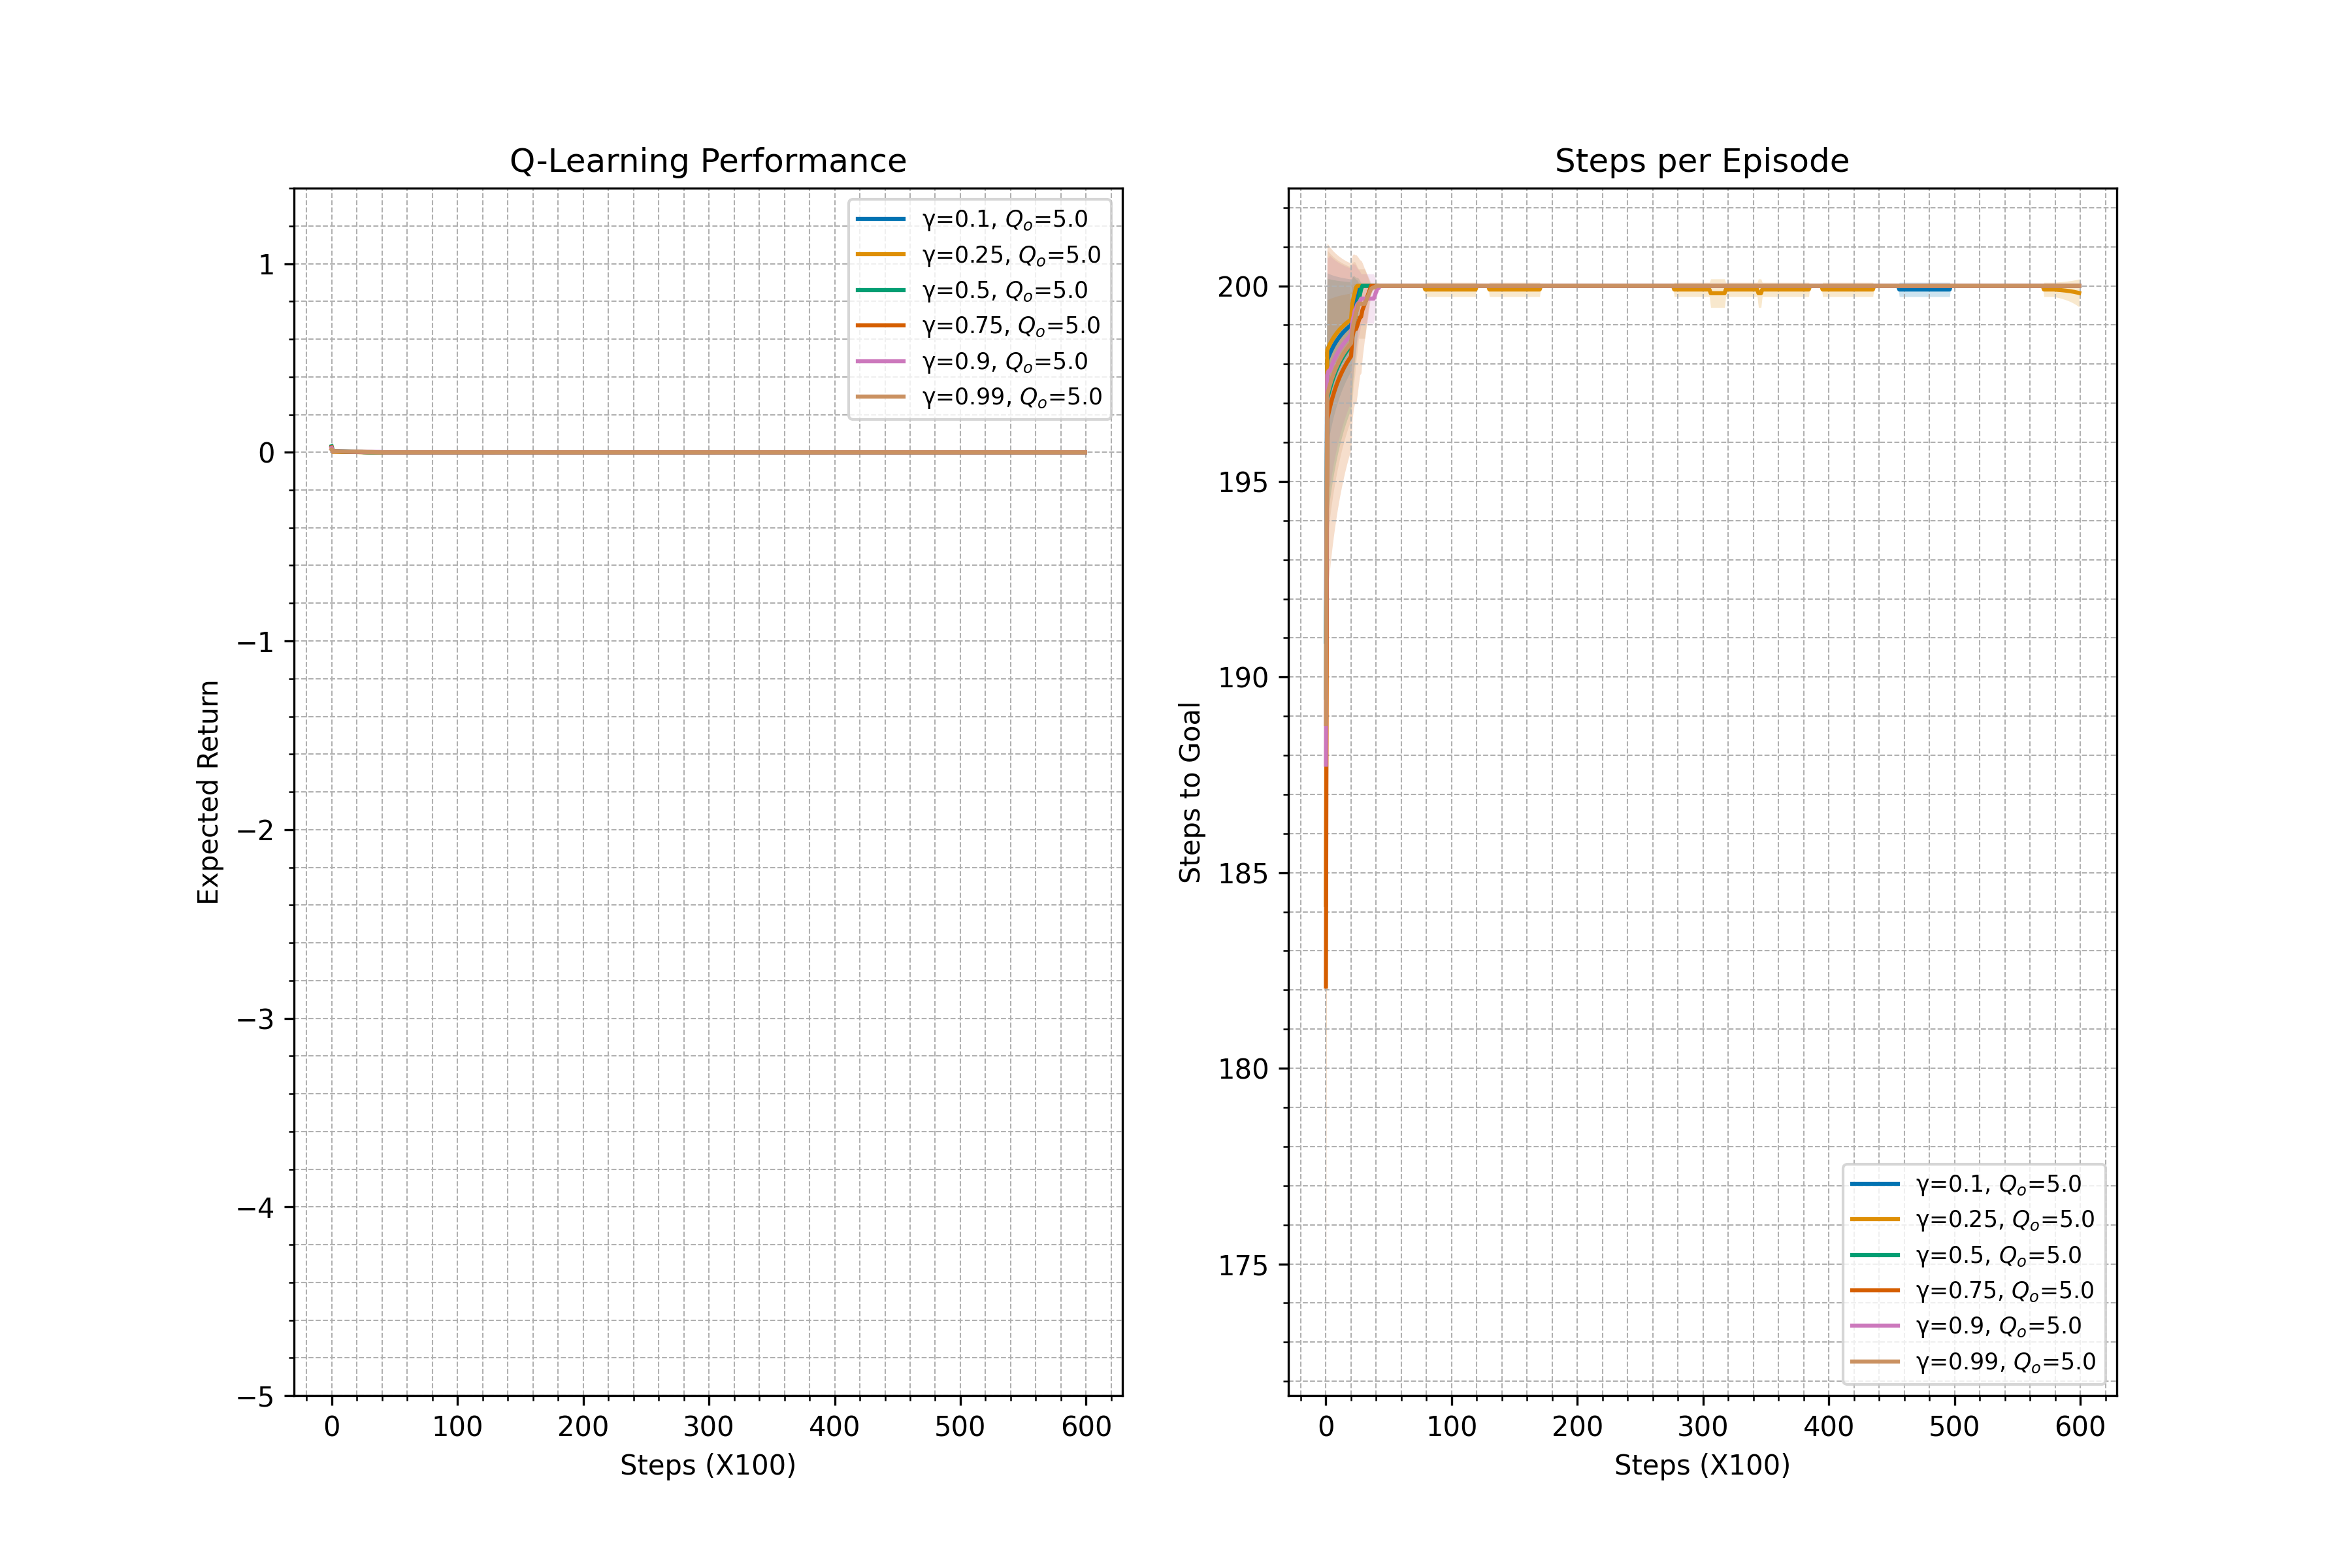 Q-Learning Performance
Expected Return
1
0
−1
−2
−3
−4
−5
γ=0.1, Qo=5.0
γ=0.25, Qo=5.0
γ=0.5, Qo=5.0
γ=0.75, Qo=5.0
γ=0.9, Qo=5.0
γ=0.99, Qo=5.0
0 100 200 300 400 500 600
Steps (X100)
Steps per Episode
Steps to Goal
200
195
190
185
180
175
γ=0.1, Qo=5.0
γ=0.25, Qo=5.0
γ=0.5, Qo=5.0
γ=0.75, Qo=5.0
γ=0.9, Qo=5.0
γ=0.99, Qo=5.0
0 100 200 300 400 500 600
Steps (X100)